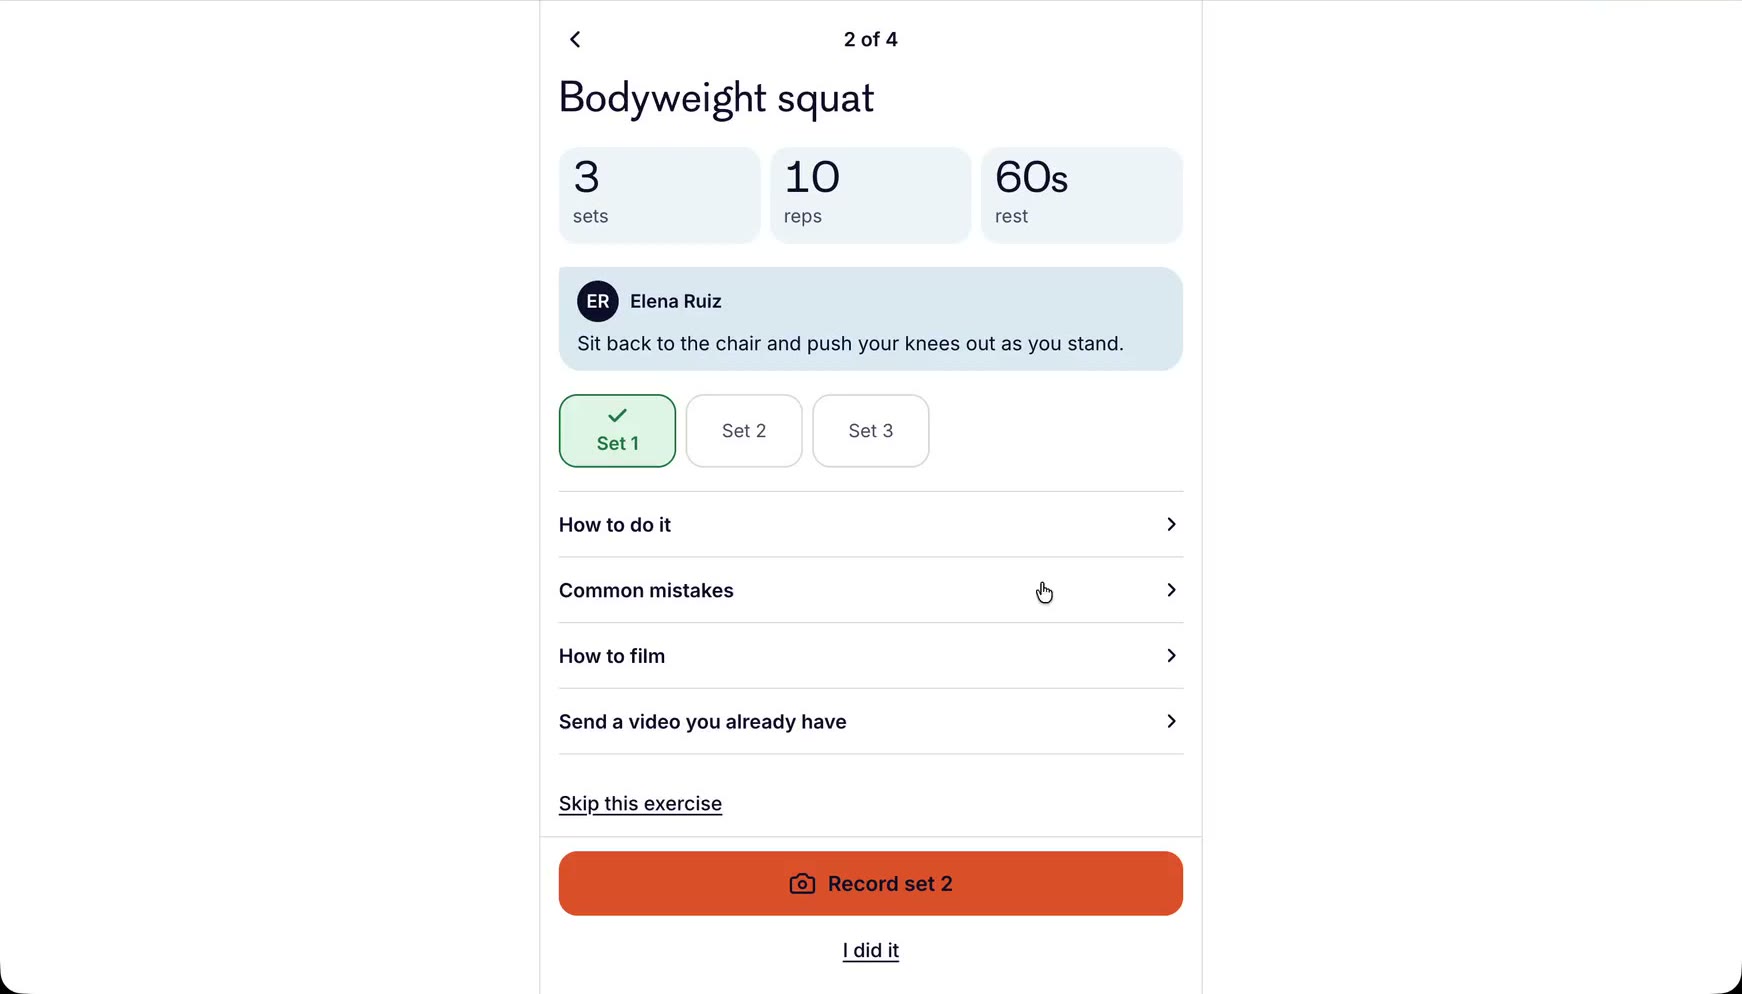 2 of 4
Bodyweight squat
3
sets
10
reps
60s
rest
ER
Elena Ruiz
Sit back to the chair and push your knees out as you stand.
Set 1
Set 2
Set 3
How to do it
Common mistakes
How to film
Send a video you already have
Skip this exercise
Record set 2
I did it